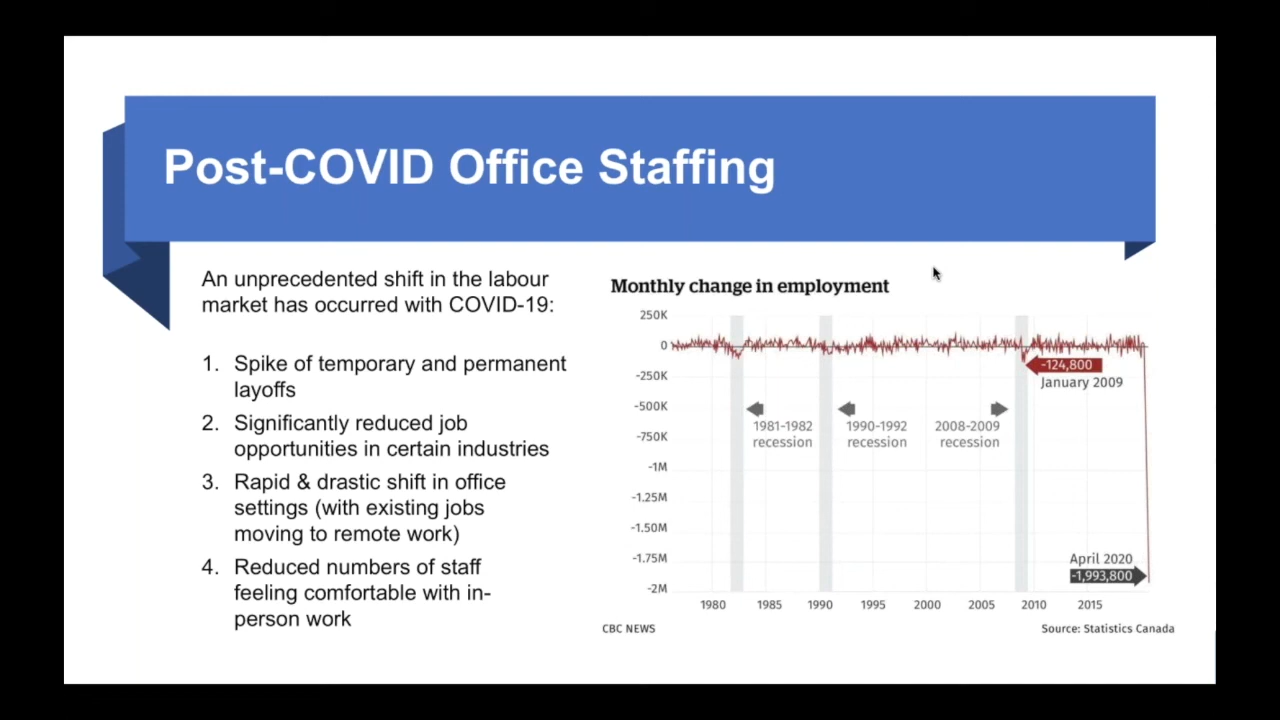 Post-COVID Office Staffing
An unprecedented shift in the labour
market has occurred with COVID-19:
1. Spike of temporary and permanent
layoffs
2. Significantly reduced job
opportunities in certain industries
3. Rapid & drastic shift in office
settings (with existing jobs
moving to remote work)
4. Reduced numbers of staff
feeling comfortable with in-
person work
Monthly change in employment
250K
0
-250K
-500K
-750K
-1M
-1.25M
-1.50M
-1.75M
-2M
-124,800
January 2009
1981-1982
recession
1990-1992
recession
2008-2009
recession
April 2020
-1,993,800
1980 1985 1990 1995 2000 2005 2010 2015
CBC NEWS
Source: Statistics Canada